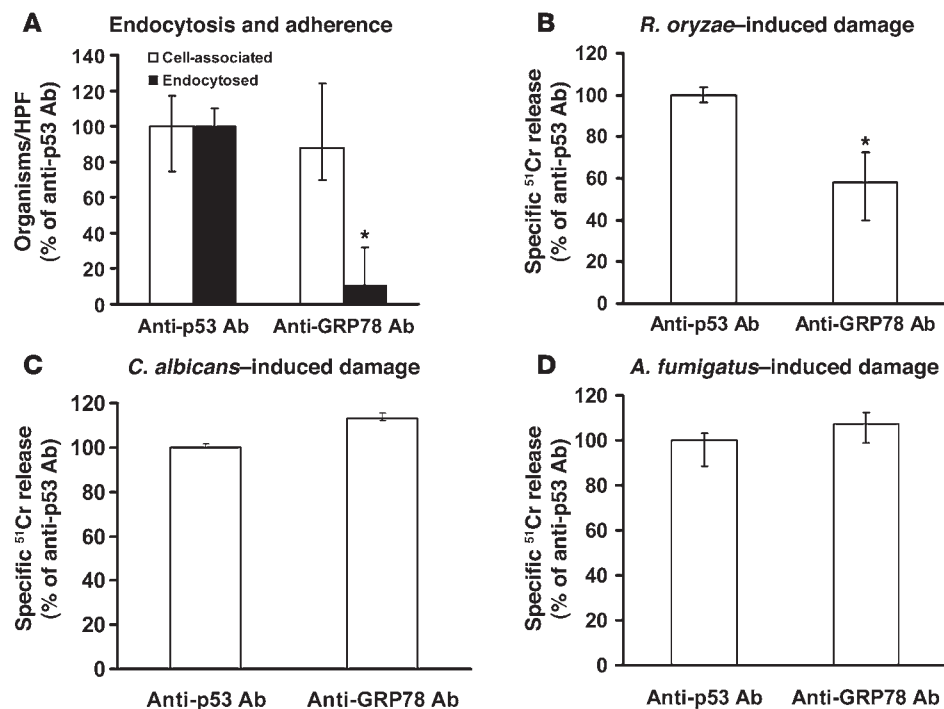 A Endocytosis and adherence
Organisms/HPF
(% of anti-p53 Ab)
140
120
100
80
60
40
20
0
Cell-associated
Endocytosed
*
Anti-p53 Ab Anti-GRP78 Ab
B R. oryzae–induced damage
Specific ⁵¹Cr release
(% of anti-p53 Ab)
120
100
80
60
40
20
0
*
Anti-p53 Ab Anti-GRP78 Ab
C C. albicans–induced damage
Specific ⁵¹Cr release
(% of anti-p53 Ab)
120
100
80
60
40
20
0
Anti-p53 Ab Anti-GRP78 Ab
D A. fumigatus–induced damage
Specific ⁵¹Cr release
(% of anti-p53 Ab)
120
100
80
60
40
20
0
Anti-p53 Ab Anti-GRP78 Ab